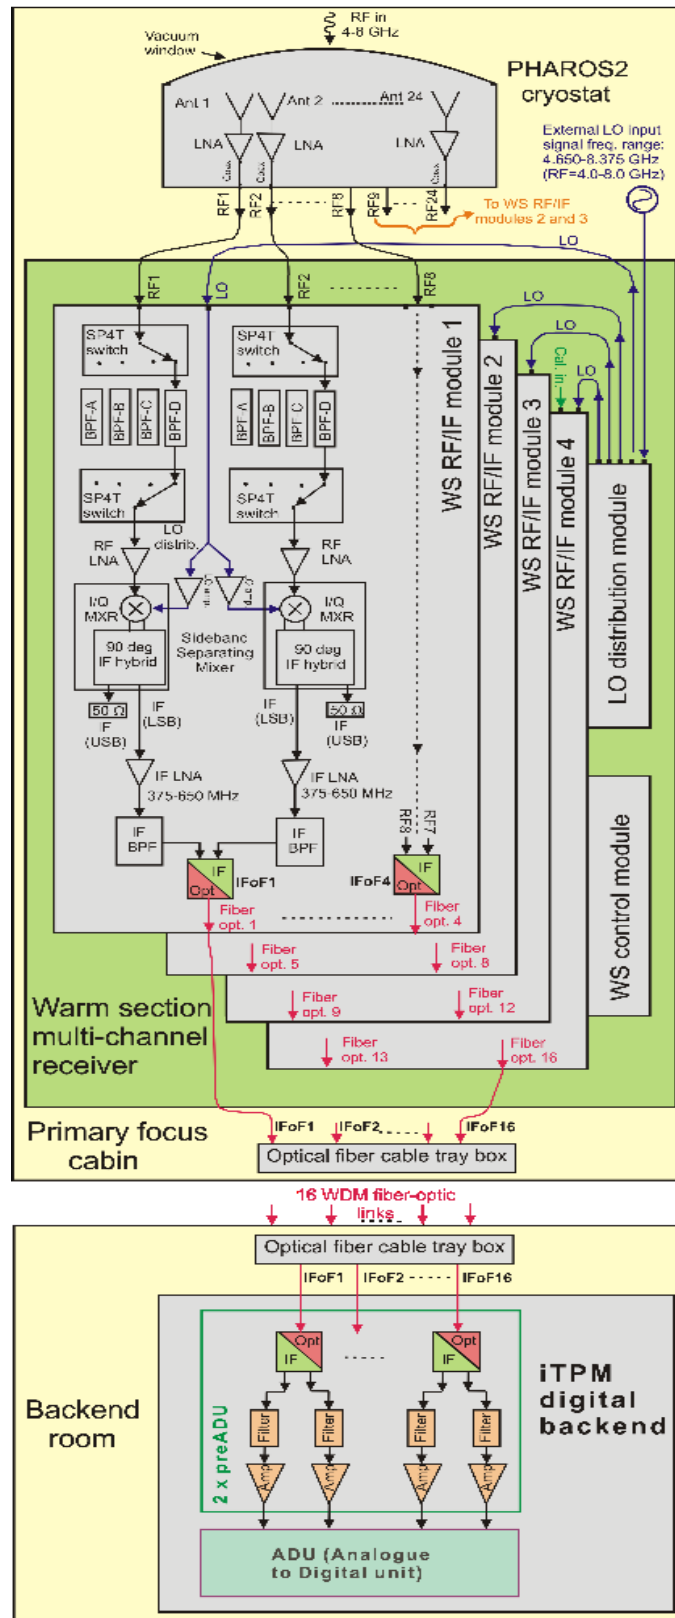 RF in
4-8 GHz
Vacuum
window
PHAROS2
cryostat
Ant 1
Ant 2
Ant 24
LNA
LNA
LNA
Coax
Coax
Coax
External LO input
signal freq. range:
4.650-8.375 GHz
(RF=4.0-8.0 GHz)
RF1
RF2
RF8
RF9
RF24
To WS RF/IF
modules 2 and 3
LO
RF1
LO
RF2
RF8
LO
LO
LO
LO
Cal. in.
SP4T
switch
SP4T
switch
BPF-A
BPF-B
BPF-C
BPF-D
BPF-A
BPF-B
BPF-C
BPF-D
SP4T
switch
SP4T
switch
LO
distrib.
RF
LNA
RF
LNA
I/Q
MXR
I/Q
MXR
90 deg
IF hybrid
Sideband
Separating
Mixer
90 deg
IF hybrid
50 Ω
IF
(USB)
IF
(LSB)
IF
(LSB)
50 Ω
IF
(USB)
IF LNA
375-650 MHz
IF LNA
375-650 MHz
IF
BPF
IF
BPF
RF8
RF7
IF
Opt
IFoF1
IFoF4
IF
Opt
WS RF/IF module 1
WS RF/IF module 2
WS RF/IF module 3
WS RF/IF module 4
LO distribution module
WS control module
Fiber
opt. 1
Fiber
opt. 4
Fiber
opt. 5
Fiber
opt. 8
Fiber
opt. 9
Fiber
opt. 12
Fiber
opt. 13
Fiber
opt. 16
Warm section
multi-channel
receiver
Primary focus
cabin
IFoF1
IFoF2
IFoF16
Optical fiber cable tray box
16 WDM fiber-optic
links
Optical fiber cable tray box
IFoF1
IFoF2
IFoF16
Opt
IF
Opt
IF
iTPM
digital
backend
Backend
room
2 x preADU
Filter
Filter
Filter
Filter
Amp
Amp
Amp
Amp
ADU (Analogue
to Digital unit)